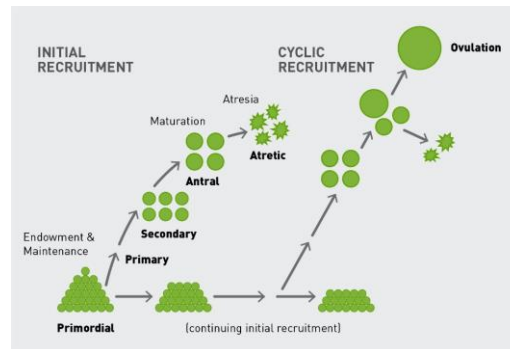 INITIAL
RECRUITMENT
CYCLIC
RECRUITMENT
Ovulation
Atresia
Maturation
Atretic
Antral
Secondary
Endowment &
Maintenance
Primary
Primordial
(continuing initial recruitment)